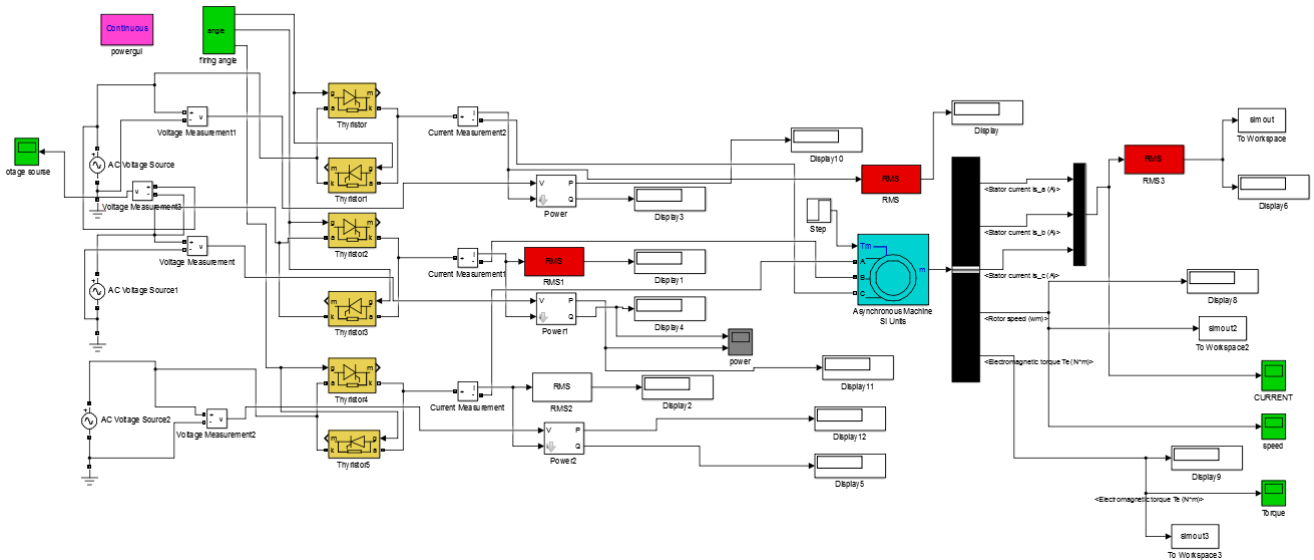 Continuous
powergui
angle
firing angle
g
m
a
k
Thyristor
m
g
k
a
Thyristor1
g
m
a
k
Thyristor2
m
g
k
a
Thyristor3
g
m
a
k
Thyristor4
m
g
k
a
Thyristor5
otage sourse
AC Voltage Source
AC Voltage Source1
AC Voltage Source2
+
-
v
Voltage Measurement1
Voltage Measurement3
+
-
v
Voltage Measurement
+
-
v
Voltage Measurement2
+
i
-
Current Measurement2
+
i
-
Current Measurement1
+
i
-
Current Measurement
V
I
P
Q
Power
V
I
P
Q
Power1
V
I
P
Q
Power2
RMS
RMS1
RMS
RMS2
RMS
RMS
RMS
RMS3
Display10
Display3
Display
Display1
Display4
power
Display11
Display2
Display12
Display5
Step
Tm
A
B
C
m
Asynchronous Machine
SI Units
<Stator current is_a (A)>
<Stator current is_b (A)>
<Stator current is_c (A)>
<Rotor speed (wm)>
<Electromagnetic torque Te (N*m)>
<Electromagnetic torque Te (N*m)>
simout
To Workspace
Display6
Display8
simout2
To Workspace2
CURRENT
speed
Display9
Torque
simout3
To Workspace3